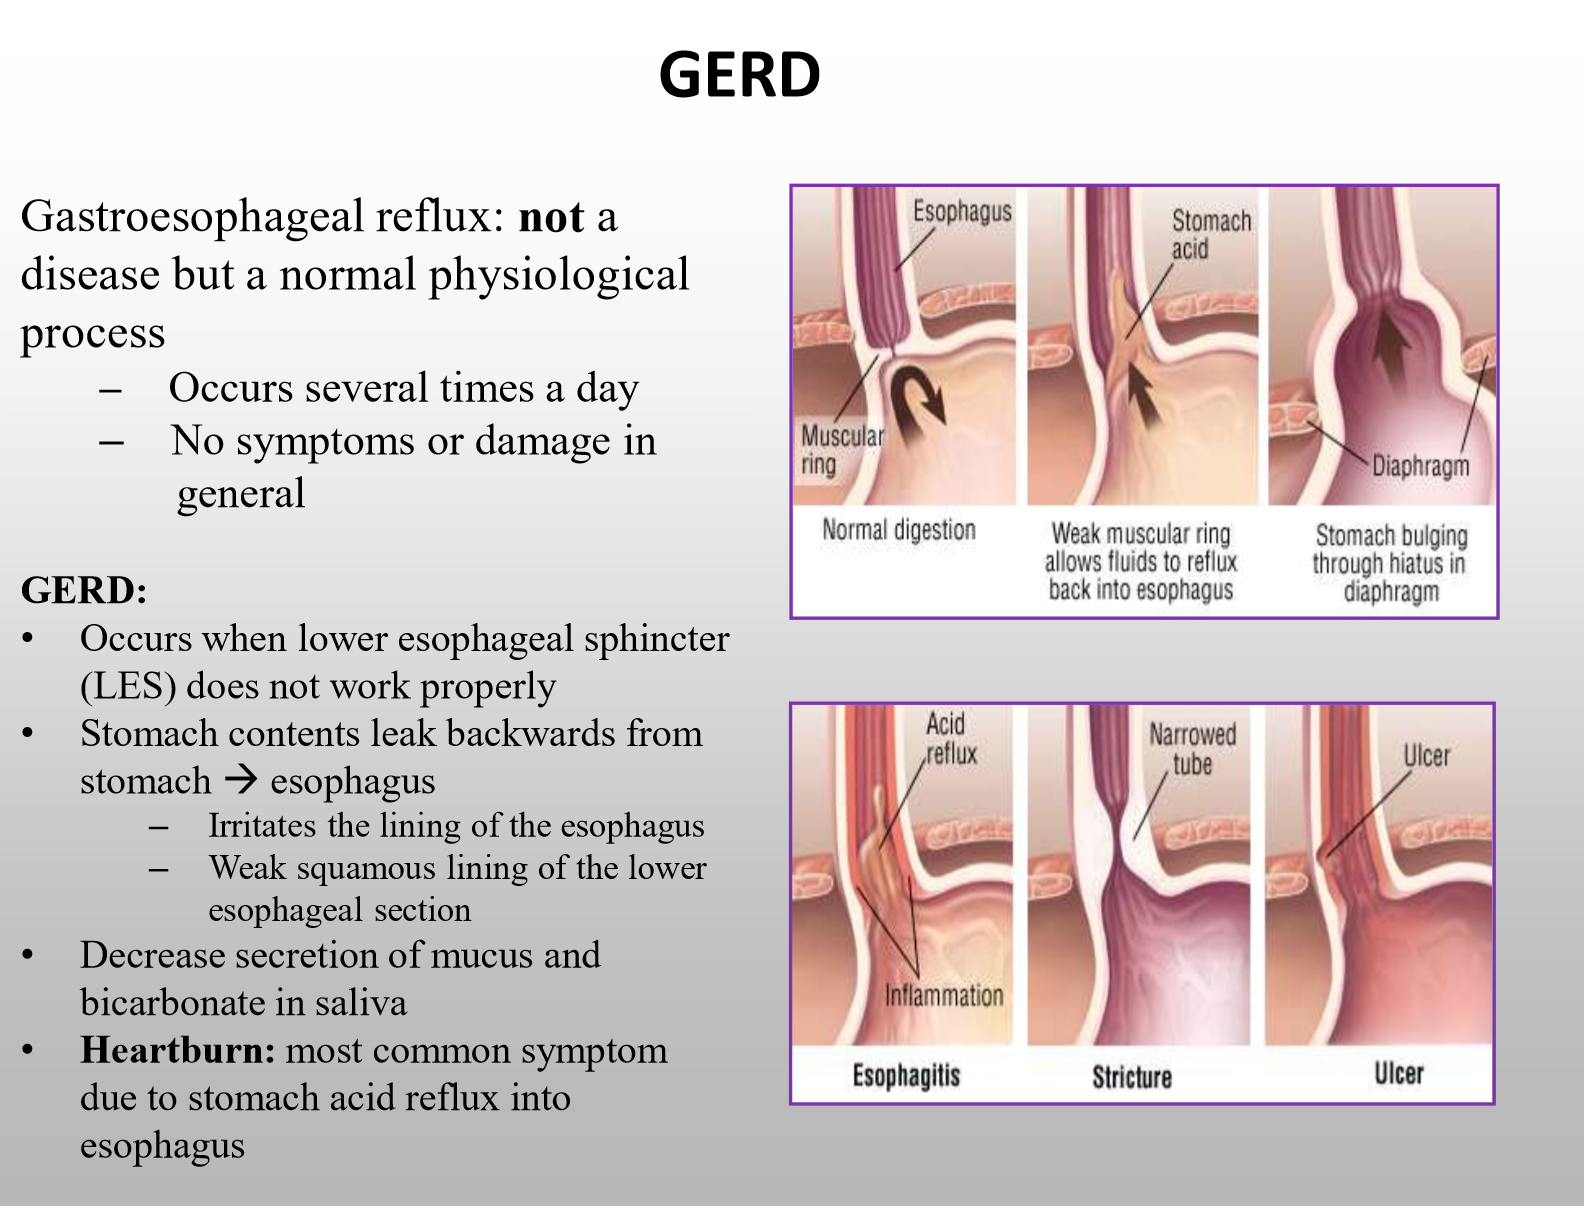 GERD
Gastroesophageal reflux: not a
disease but a normal physiological
process
– Occurs several times a day
– No symptoms or damage in
general
GERD:
• Occurs when lower esophageal sphincter
(LES) does not work properly
• Stomach contents leak backwards from
stomach → esophagus
– Irritates the lining of the esophagus
– Weak squamous lining of the lower
esophageal section
• Decrease secretion of mucus and
bicarbonate in saliva
• Heartburn: most common symptom
due to stomach acid reflux into
esophagus
Esophagus
Muscular
ring
Normal digestion
Stomach
acid
Weak muscular ring
allows fluids to reflux
back into esophagus
Diaphragm
Stomach bulging
through hiatus in
diaphragm
Acid
reflux
Inflammation
Esophagitis
Narrowed
tube
Stricture
Ulcer
Ulcer